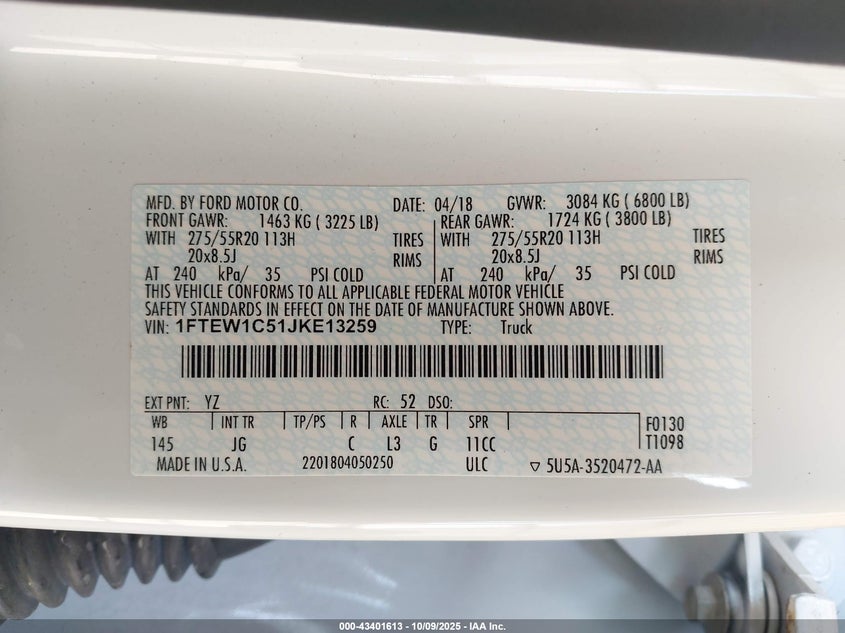 MFD. BY FORD MOTOR CO. DATE: 04/18 GVWR: 3084 KG ( 6800 LB)
FRONT GAWR: 1463 KG ( 3225 LB) REAR GAWR: 1724 KG ( 3800 LB)
WITH 275/55R20 113H TIRES WITH 275/55R20 113H TIRES
20x8.5J RIMS 20x8.5J RIMS
AT 240 kPa/ 35 PSI COLD AT 240 kPa/ 35 PSI COLD
THIS VEHICLE CONFORMS TO ALL APPLICABLE FEDERAL MOTOR VEHICLE
SAFETY STANDARDS IN EFFECT ON THE DATE OF MANUFACTURE SHOWN ABOVE.
VIN: 1FTEW1C51JKE13259 TYPE: Truck
EXT PNT: YZ RC: 52 DSO:
WB INT TR TP/PS R AXLE TR SPR F0130
145 JG C L3 G 11CC T1098
MADE IN U.S.A. 2201804050250 ULC ▽ 5U5A-3520472-AA
000-43401613 - 10/09/2025 - IAA Inc.